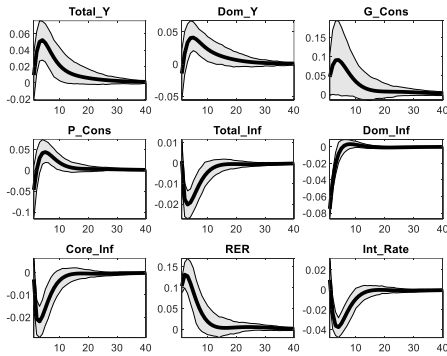 Total_Y
Dom_Y
G_Cons
0.06
0.04
0.02
0
-0.02
10 20 30 40
0.05
0
-0.05
10 20 30 40
0.15
0.1
0.05
0
10 20 30 40
P_Cons
Total_Inf
Dom_Inf
0.05
0
-0.05
-0.1
10 20 30 40
0.01
0
-0.01
-0.02
10 20 30 40
0
-0.02
-0.04
-0.06
-0.08
10 20 30 40
Core_Inf
RER
Int_Rate
0
-0.01
-0.02
10 20 30 40
0.15
0.1
0.05
0
10 20 30 40
0.02
0
-0.02
-0.04
10 20 30 40